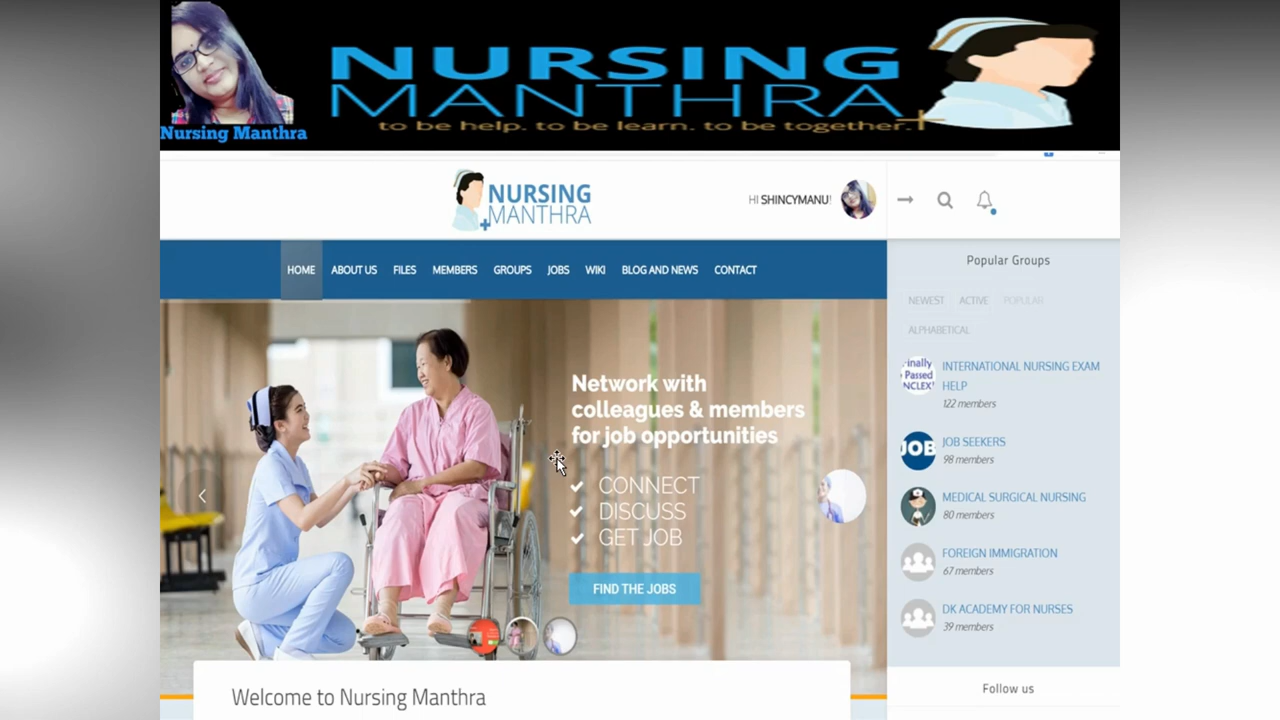 NURSING
MANTHRA
to be help. to be learn. to be together.
Nursing Manthra
NURSING
MANTHRA
HI SHINCYMANU!
HOME ABOUT US FILES MEMBERS GROUPS JOBS WIKI BLOG AND NEWS CONTACT
Network with
colleagues & members
for job opportunities
CONNECT
DISCUSS
GET JOB
FIND THE JOBS
Welcome to Nursing Manthra
Popular Groups
NEWEST ACTIVE POPULAR
ALPHABETICAL
inally
Passed
NCLEX!
INTERNATIONAL NURSING EXAM
HELP
122 members
JOB
JOB SEEKERS
98 members
MEDICAL SURGICAL NURSING
80 members
FOREIGN IMMIGRATION
67 members
DK ACADEMY FOR NURSES
39 members
Follow us